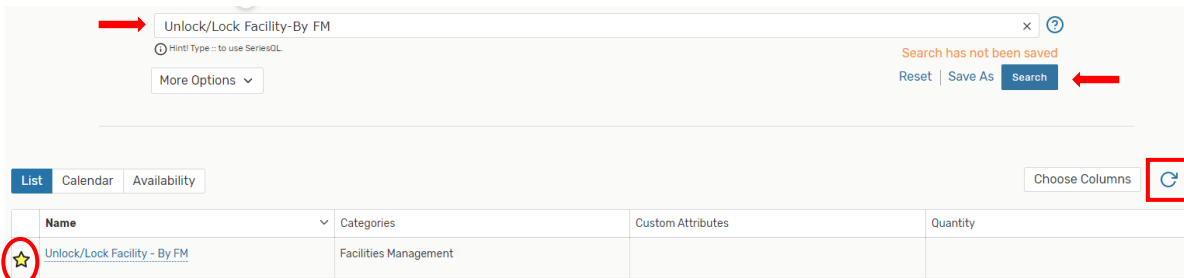 Unlock/Lock Facility-By FM ×
Hint! Type :: to use SeriesQL.
Search has not been saved
More Options
Reset | Save As Search
List Calendar Availability
Choose Columns
Name Categories Custom Attributes Quantity
Unlock/Lock Facility - By FM Facilities Management